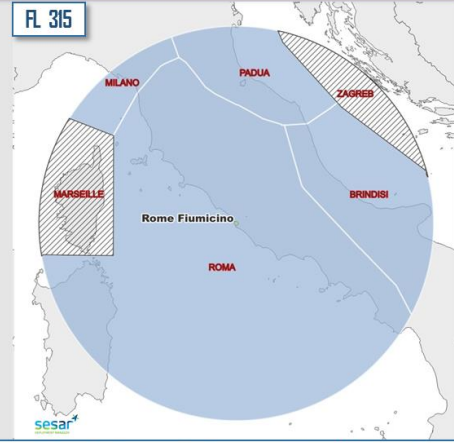 FL 315
MILANO
PADUA
ZAGREB
MARSEILLE
BRINDISI
Rome Fiumicino
ROMA
sesar